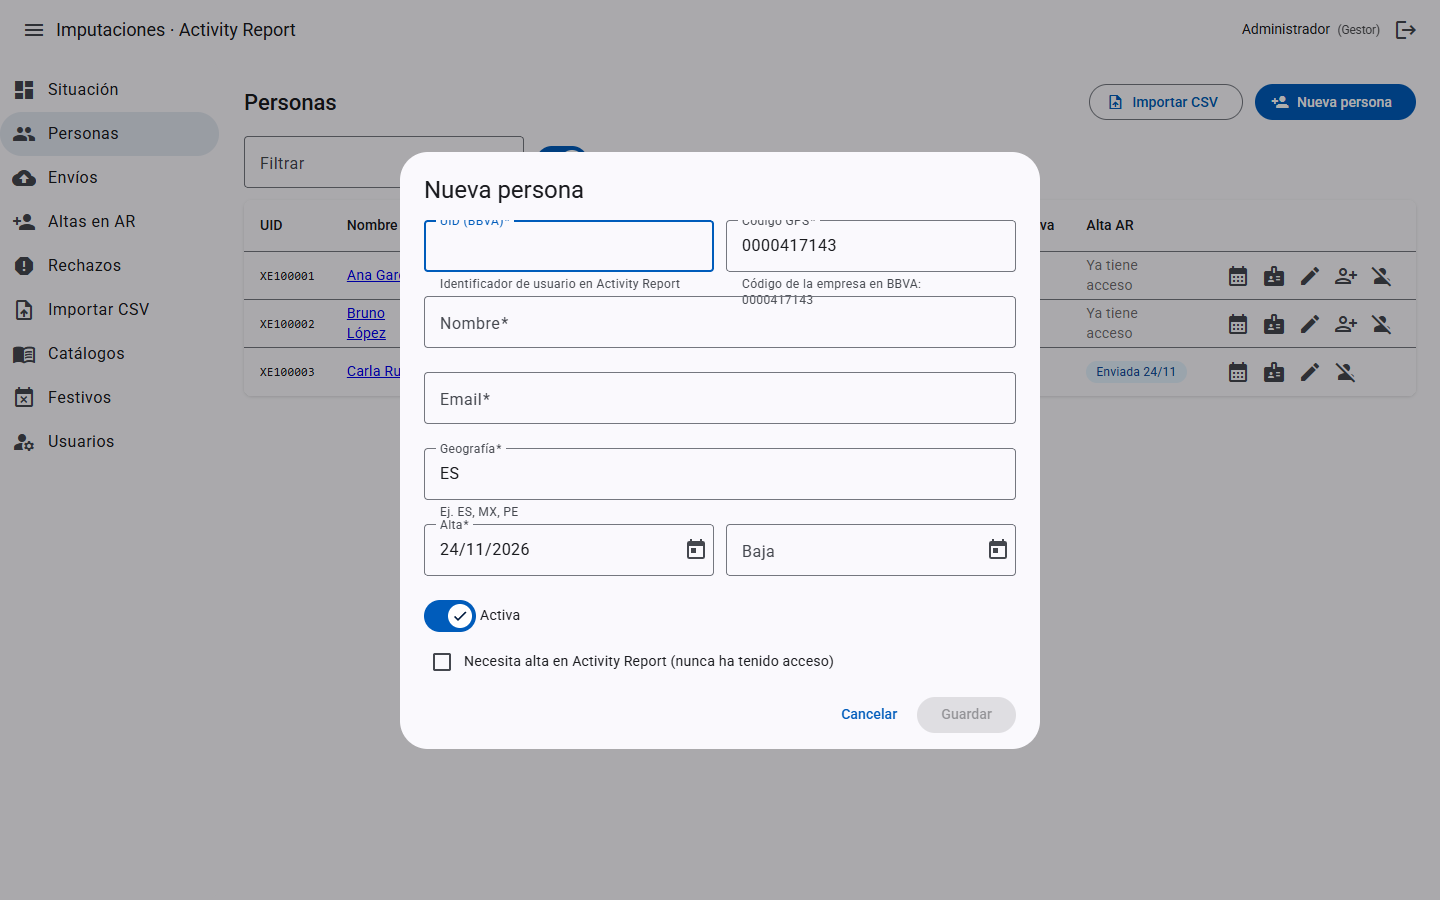 Imputaciones · Activity Report
Administrador (Gestor)
Situación
Personas
Envíos
Altas en AR
Rechazos
Importar CSV
Catálogos
Festivos
Usuarios
Personas
Importar CSV
Nueva persona
Filtrar
UID Nombre va Alta AR
XE100001 Ana Gar Ya tiene acceso
XE100002 Bruno López Ya tiene acceso
XE100003 Carla Ru Enviada 24/11
Nueva persona
UID (BBVA)*
Identificador de usuario en Activity Report
Código GPS*
0000417143
Código de la empresa en BBVA:
0000417143
Nombre*
Email*
Geografía*
ES
Ej. ES, MX, PE
Alta*
24/11/2026
Baja
Activa
Necesita alta en Activity Report (nunca ha tenido acceso)
Cancelar
Guardar